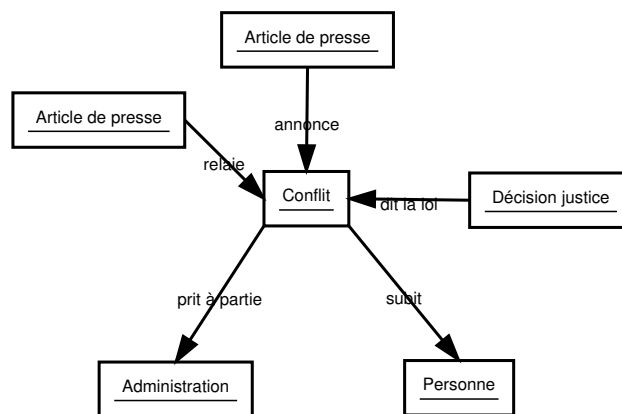 Article de presse
Article de presse
annonce
relaie
Conflit
dit la loi
Décision justice
prit à partie
subit
Administration
Personne